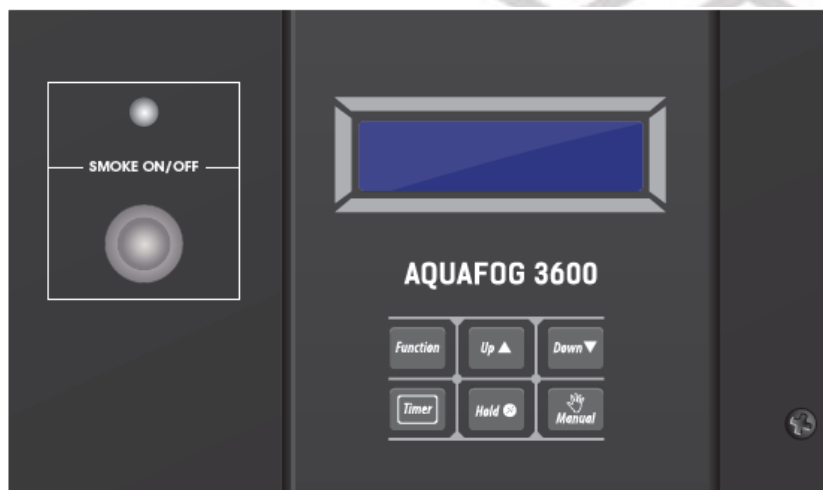 SMOKE ON/OFF
AQUAFOG 3600
Function Up Down
Timer Hold Manual